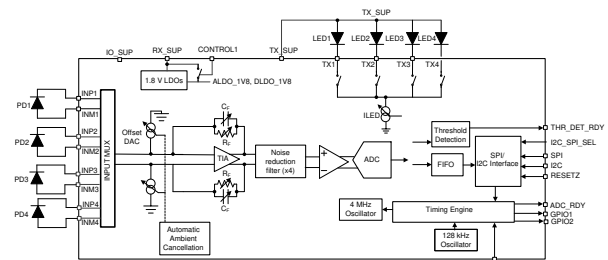 TX_SUP
LED1 LED2 LED3 LED4
IO_SUP RX_SUP CONTROL1 TX_SUP
TX1 TX2 TX3 TX4
1.8 V LDOs
ALDO_1V8, DLDO_1V8
ILED
PD1 INP1
INM1
PD2 INP2
INM2
PD3 INP3
INM3
PD4 INP4
INM4
INPUT MUX
Offset
DAC
CF
RF
TIA
RF
CF
Noise
reduction
filter (x4)
+
−
ADC
Automatic
Ambient
Cancellation
Threshold
Detection
FIFO
SPI/
I2C Interface
4 MHz
Oscillator
Timing Engine
128 kHz
Oscillator
THR_DET_RDY
I2C_SPI_SEL
SPI
I2C
RESETZ
ADC_RDY
GPIO1
GPIO2